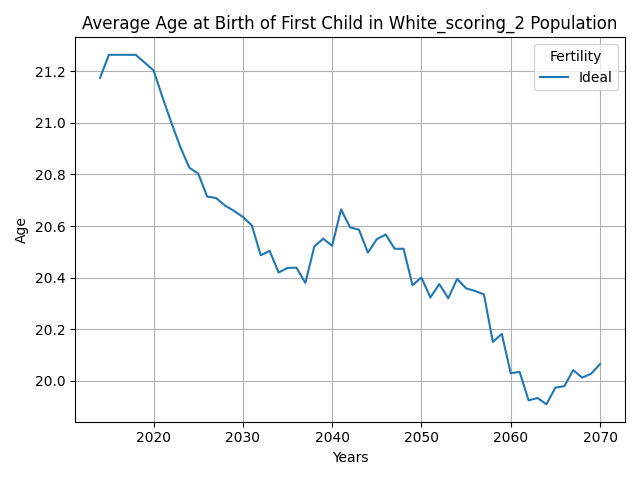 Average Age at Birth of First Child in White_scoring_2 Population
Fertility
Ideal
21.2
21.0
20.8
20.6
20.4
20.2
20.0
Age
2020 2030 2040 2050 2060 2070
Years